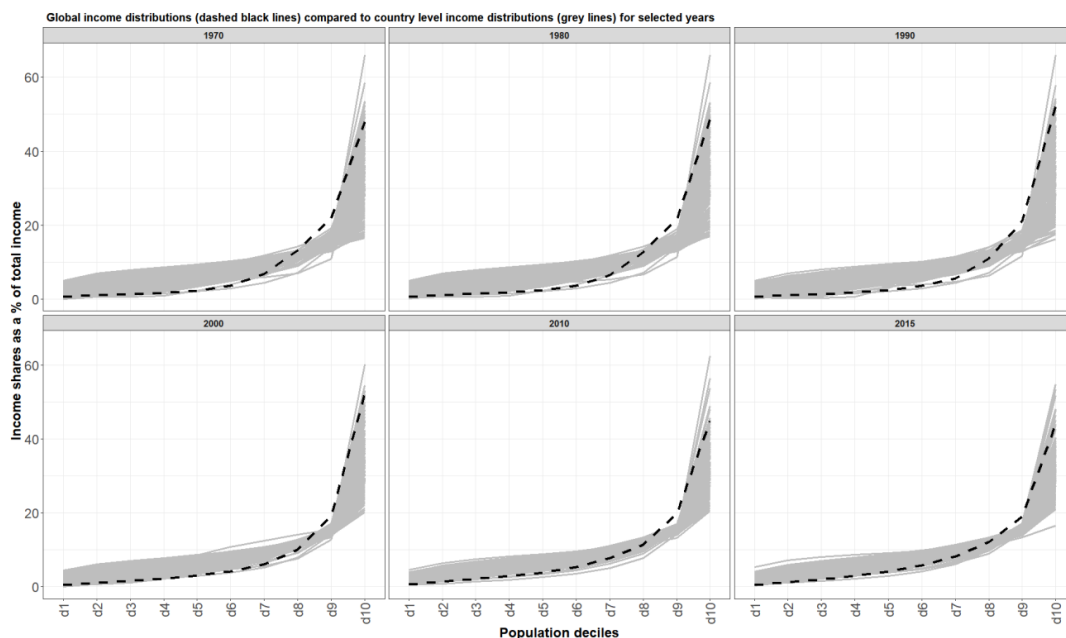 Global income distributions (dashed black lines) compared to country level income distributions (grey lines) for selected years
1970
1980
1990
60
40
20
0
2000
2010
2015
60
40
20
0
Income shares as a % of total income
d1 d2 d3 d4 d5 d6 d7 d8 d9 d10
d1 d2 d3 d4 d5 d6 d7 d8 d9 d10
d1 d2 d3 d4 d5 d6 d7 d8 d9 d10
Population deciles